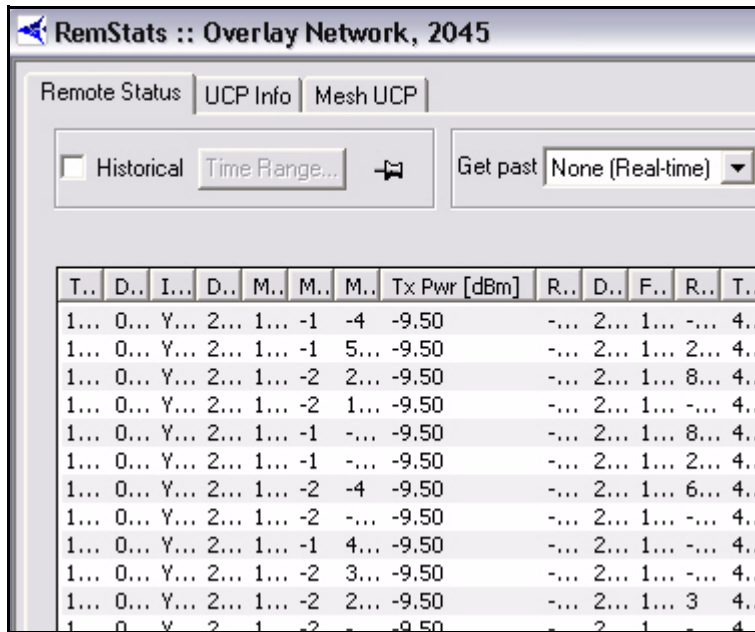 RemStats :: Overlay Network, 2045
Remote Status UCP Info Mesh UCP
Historical Time Range... Get past None (Real-time)
T.. D.. I... D.. M.. M.. M.. Tx Pwr [dBm] R.. D.. F.. R.. T..
1... 0... Y... 2... 1... -1 -4 -9.50 -... 2... 1... -... 4.
1... 0... Y... 2... 1... -1 5... -9.50 -... 2... 1... 2... 4.
1... 0... Y... 2... 1... -2 2... -9.50 -... 2... 1... 8... 4.
1... 0... Y... 2... 1... -2 1... -9.50 -... 2... 1... -... 4.
1... 0... Y... 2... 1... -1 -... -9.50 -... 2... 1... 8... 4.
1... 0... Y... 2... 1... -1 -... -9.50 -... 2... 1... 2... 4.
1... 0... Y... 2... 1... -2 -4 -9.50 -... 2... 1... 6... 4.
1... 0... Y... 2... 1... -2 -... -9.50 -... 2... 1... -... 4.
1... 0... Y... 2... 1... -1 4... -9.50 -... 2... 1... -... 4.
1... 0... Y... 2... 1... -2 3... -9.50 -... 2... 1... -... 4.
1... 0... Y... 2... 1... -2 2... -9.50 -... 2... 1... 3 4.